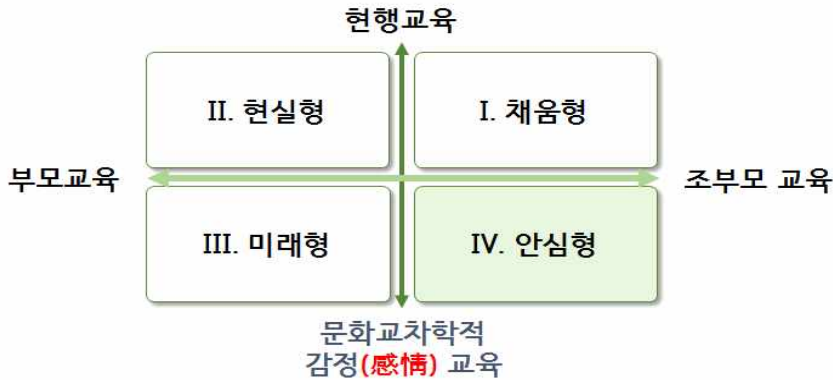 현행교육
II. 현실형
I. 채움형
부모교육
조부모 교육
III. 미래형
IV. 안심형
문화교차학적
감정(感情) 교육